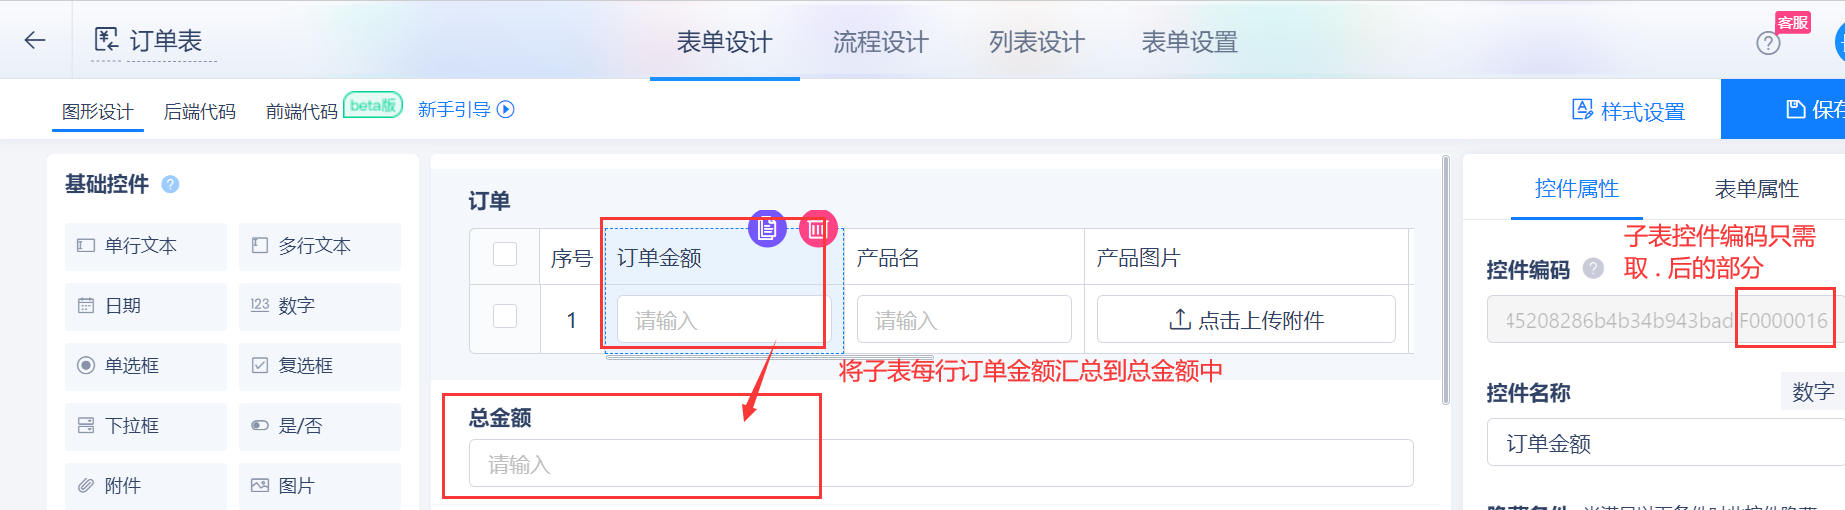 客服
订单表
表单设计 流程设计 列表设计 表单设置
图形设计 后端代码 前端代码 beta版 新手引导
样式设置 保存
基础控件
单行文本 多行文本
日期 123 数字
单选框 复选框
下拉框 是/否
附件 图片
订单
序号 订单金额 产品名 产品图片
1 请输入 请输入 点击上传附件
将子表每行订单金额汇总到总金额中
总金额
请输入
控件属性 表单属性
子表控件编码只需
取 . 后的部分
控件编码
45208286b4b34b943bad F0000016
控件名称 数字
订单金额